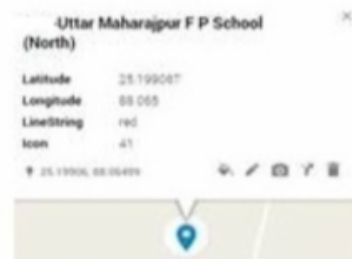 Uttar Maharajpur F P School
(North)
Latitude 25.199067
Longitude 88.065
LineString red
Icon 41
25.19906, 88.06499